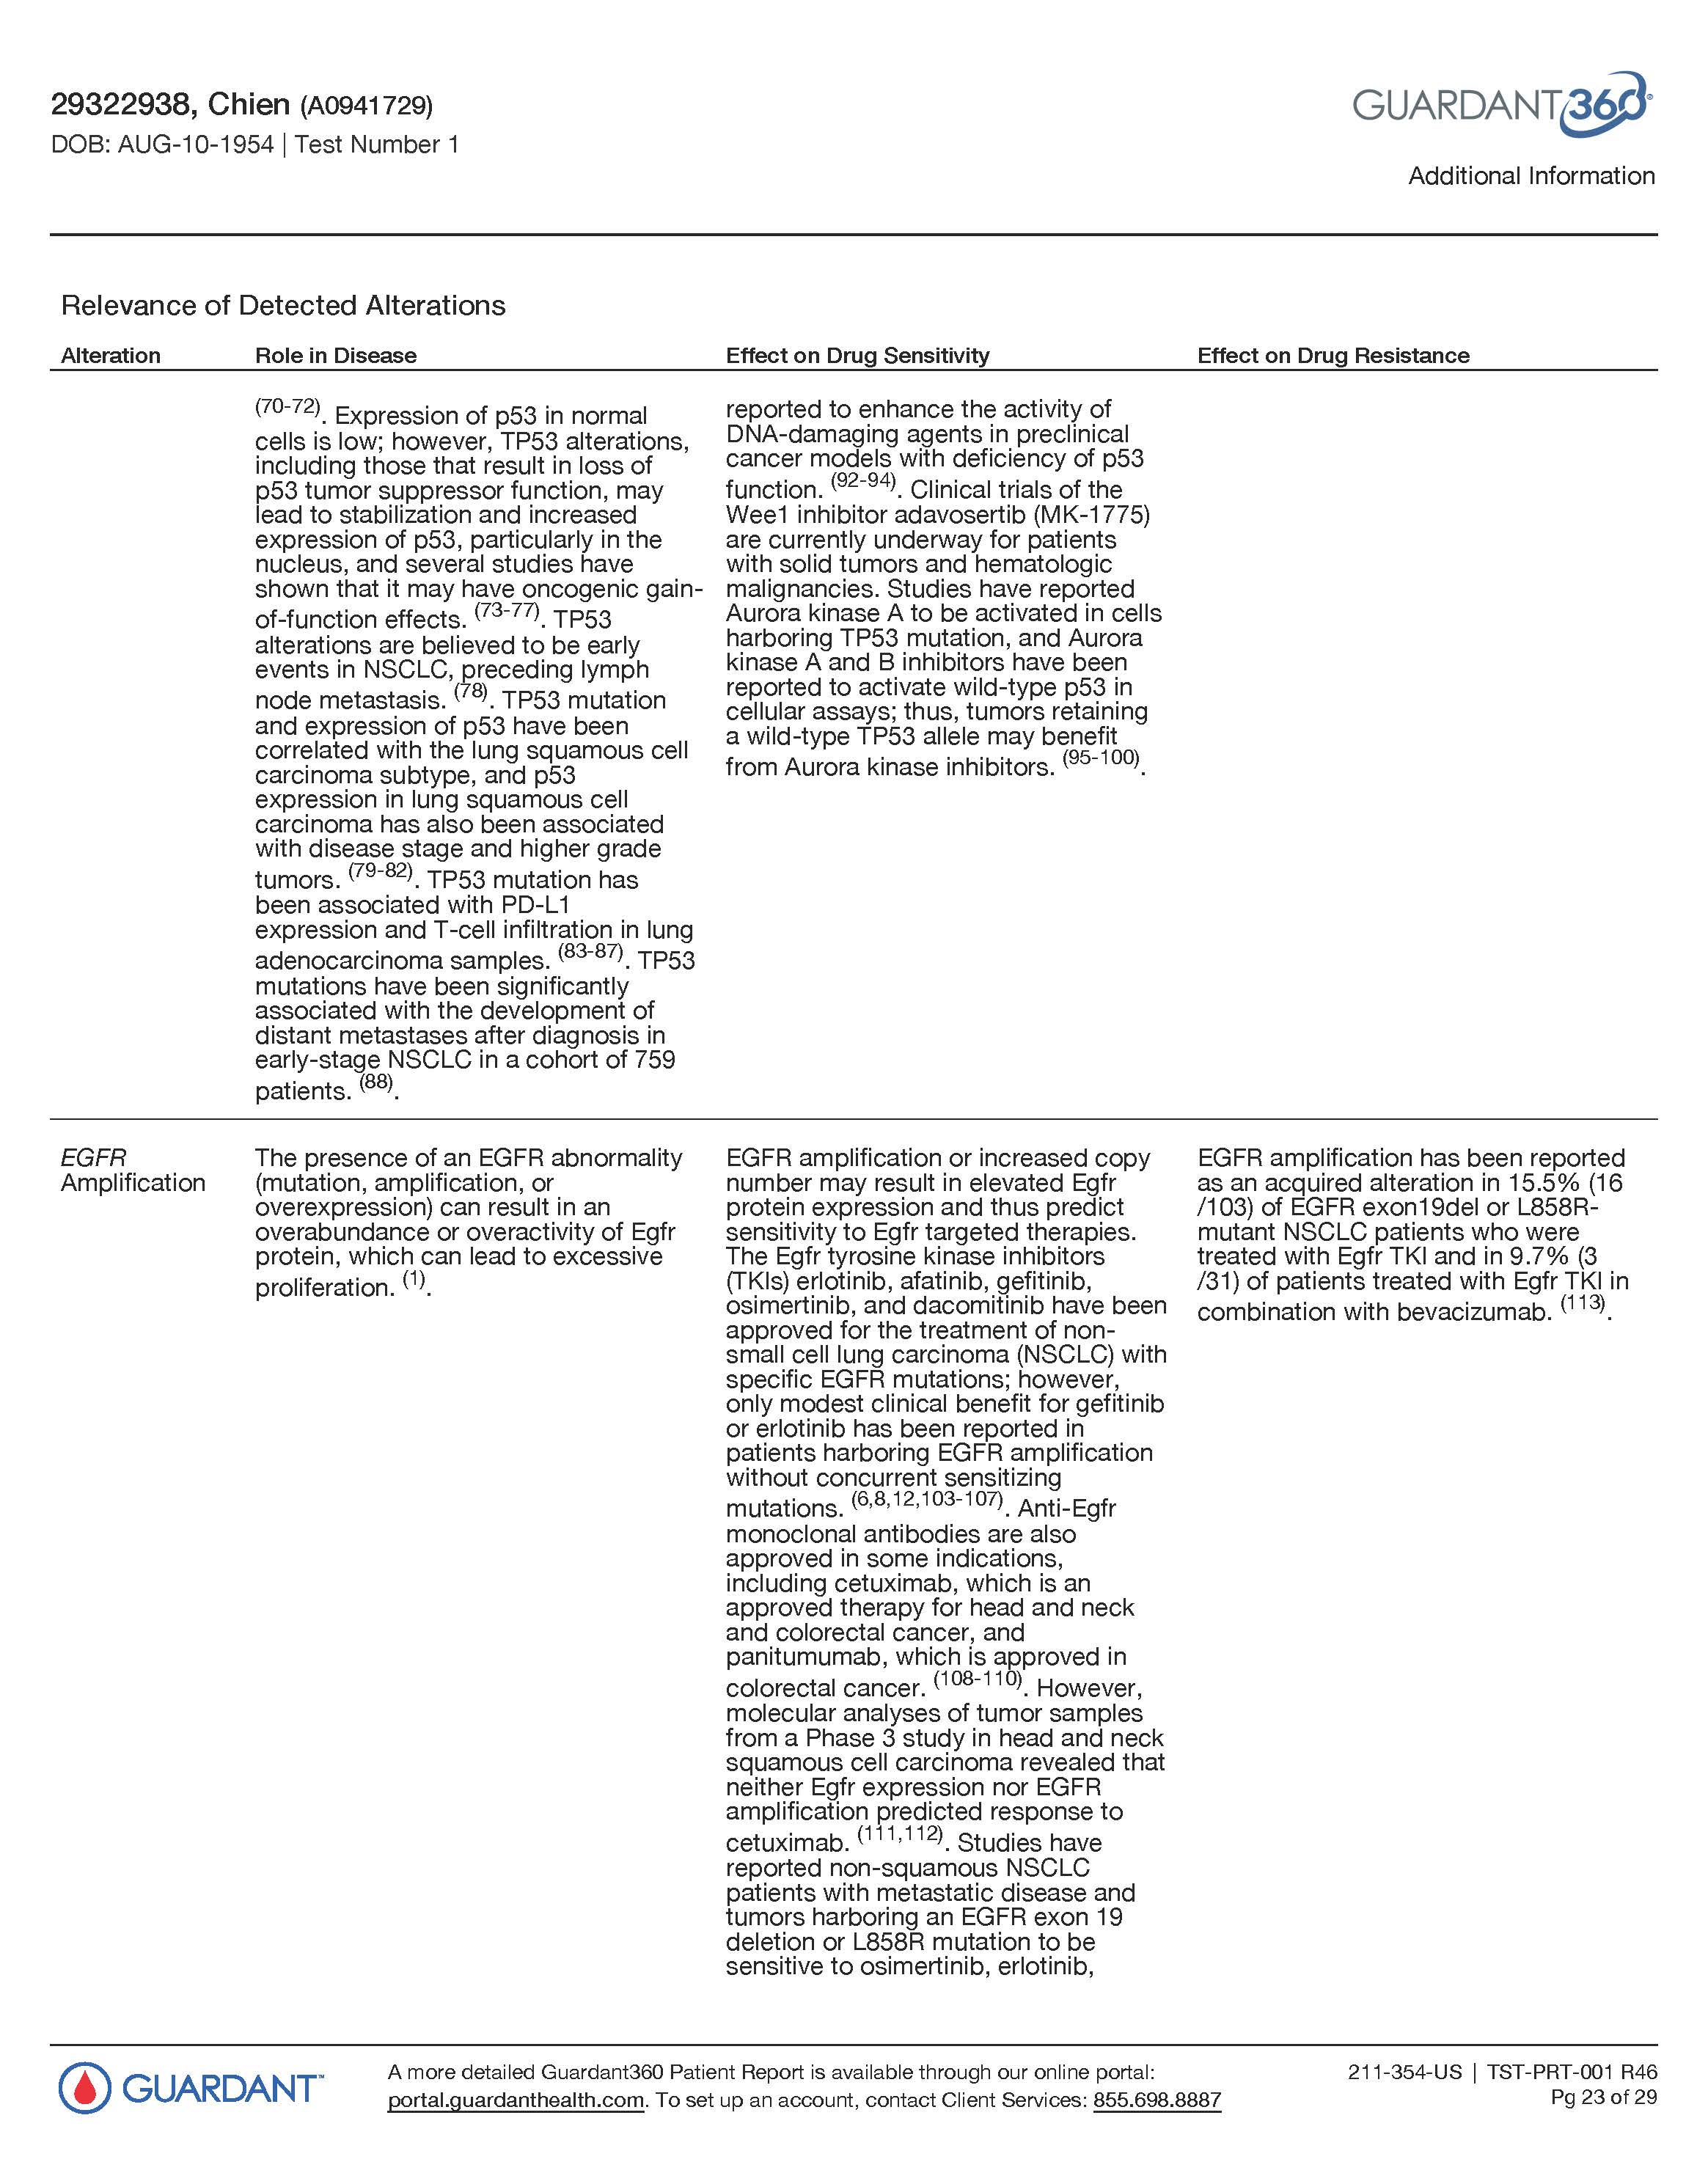 29322938, Chien (A0941729)
DOB: AUG-10-1954 | Test Number 1
GUARDANT360®
Additional Information
Relevance of Detected Alterations
Alteration
Role in Disease
Effect on Drug Sensitivity
Effect on Drug Resistance
(70-72). Expression of p53 in normal
cells is low; however, TP53 alterations,
including those that result in loss of
p53 tumor suppressor function, may
lead to stabilization and increased
expression of p53, particularly in the
nucleus, and several studies have
shown that it may have oncogenic gain-
of-function effects. (73-77). TP53
alterations are believed to be early
events in NSCLC, preceding lymph
node metastasis. (78). TP53 mutation
and expression of p53 have been
correlated with the lung squamous cell
carcinoma subtype, and p53
expression in lung squamous cell
carcinoma has also been associated
with disease stage and higher grade
tumors. (79-82). TP53 mutation has
been associated with PD-L1
expression and T-cell infiltration in lung
adenocarcinoma samples. (83-87). TP53
mutations have been significantly
associated with the development of
distant metastases after diagnosis in
early-stage NSCLC in a cohort of 759
patients. (88).
reported to enhance the activity of
DNA-damaging agents in preclinical
cancer models with deficiency of p53
function. (92-94). Clinical trials of the
Wee1 inhibitor adavosertib (MK-1775)
are currently underway for patients
with solid tumors and hematologic
malignancies. Studies have reported
Aurora kinase A to be activated in cells
harboring TP53 mutation, and Aurora
kinase A and B inhibitors have been
reported to activate wild-type p53 in
cellular assays; thus, tumors retaining
a wild-type TP53 allele may benefit
from Aurora kinase inhibitors. (95-100).
EGFR
Amplification
The presence of an EGFR abnormality
(mutation, amplification, or
overexpression) can result in an
overabundance or overactivity of Egfr
protein, which can lead to excessive
proliferation. (1).
EGFR amplification or increased copy
number may result in elevated Egfr
protein expression and thus predict
sensitivity to Egfr targeted therapies.
The Egfr tyrosine kinase inhibitors
(TKIs) erlotinib, afatinib, gefitinib,
osimertinib, and dacomitinib have been
approved for the treatment of non-
small cell lung carcinoma (NSCLC) with
specific EGFR mutations; however,
only modest clinical benefit for gefitinib
or erlotinib has been reported in
patients harboring EGFR amplification
without concurrent sensitizing
mutations. (6,8,12,103-107). Anti-Egfr
monoclonal antibodies are also
approved in some indications,
including cetuximab, which is an
approved therapy for head and neck
and colorectal cancer, and
panitumumab, which is approved in
colorectal cancer. (108-110). However,
molecular analyses of tumor samples
from a Phase 3 study in head and neck
squamous cell carcinoma revealed that
neither Egfr expression nor EGFR
amplification predicted response to
cetuximab. (111,112). Studies have
reported non-squamous NSCLC
patients with metastatic disease and
tumors harboring an EGFR exon 19
deletion or L858R mutation to be
sensitive to osimertinib, erlotinib,
EGFR amplification has been reported
as an acquired alteration in 15.5% (16
/103) of EGFR exon19del or L858R-
mutant NSCLC patients who were
treated with Egfr TKI and in 9.7% (3
/31) of patients treated with Egfr TKI in
combination with bevacizumab. (113).
GUARDANT™
A more detailed Guardant360 Patient Report is available through our online portal:
portal.guardanthealth.com. To set up an account, contact Client Services: 855.698.8887
211-354-US | TST-PRT-001 R46
Pg 23 of 29